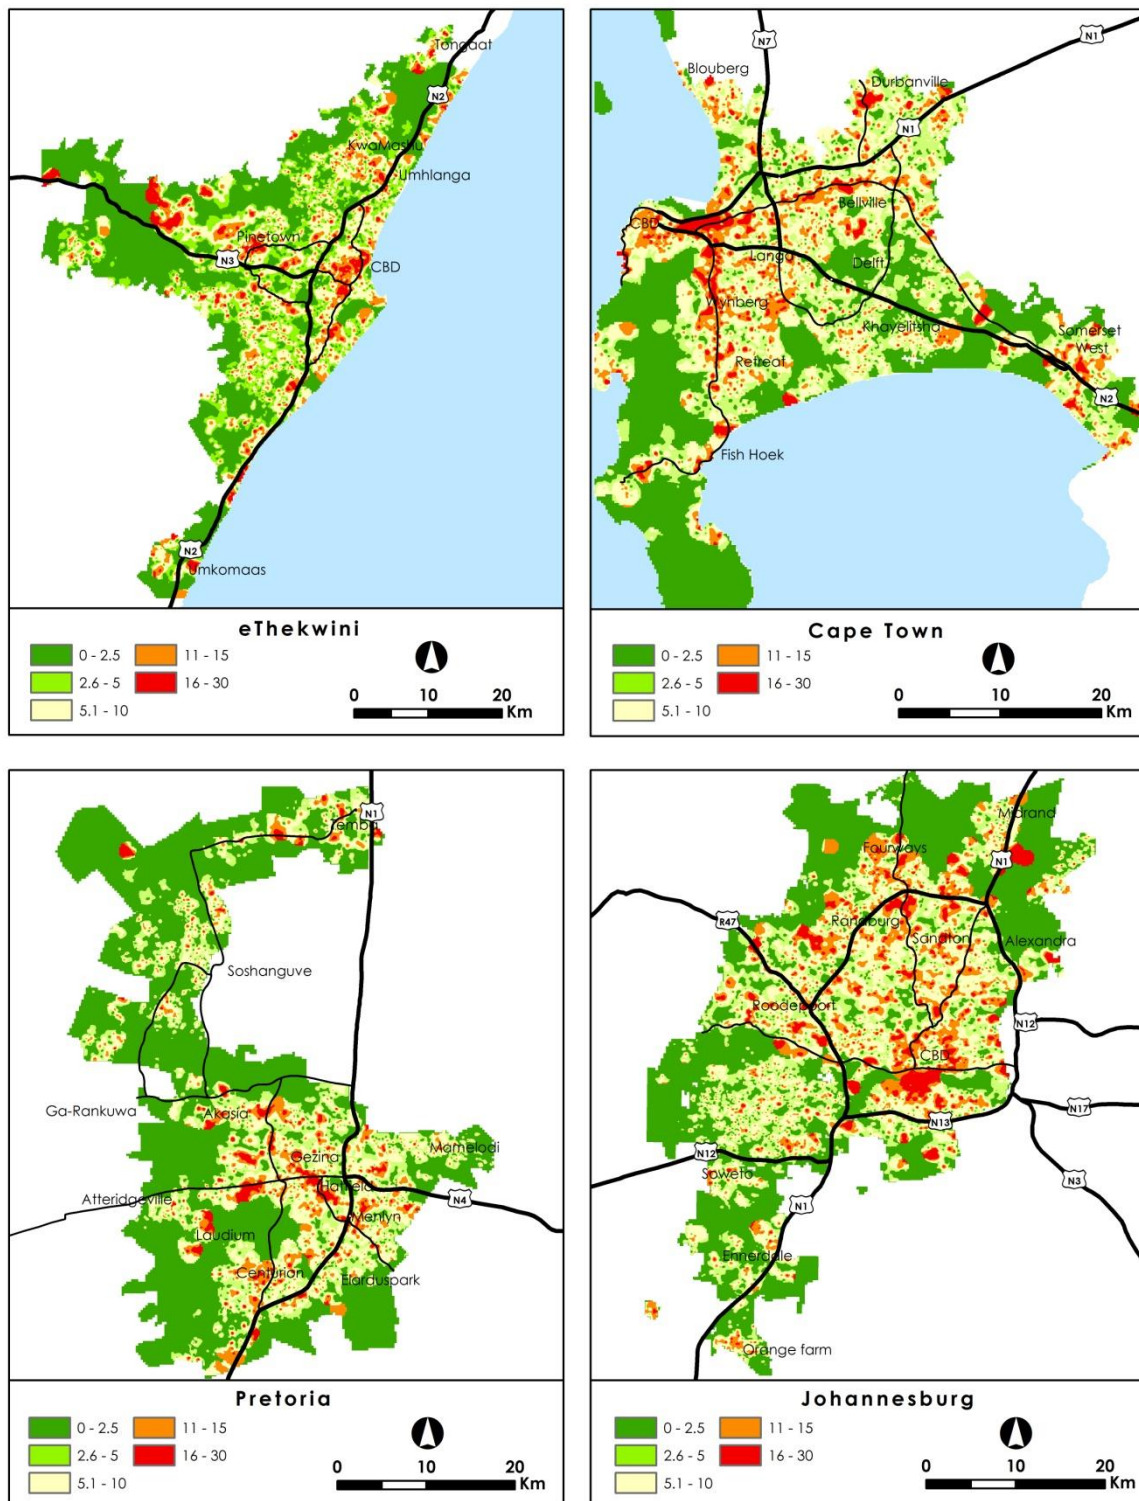 Tongaat
N2
KwaMashu
Umhlanga
Pinetown
N3
CBD
N2
Umkomaas
eThekwini
0 - 2.5
11 - 15
2.6 - 5
16 - 30
5.1 - 10
0 10 20
Km
N7
N1
Blouberg
Durbanville
N1
Bellville
CBD
Langa
Delft
Wynberg
Khayelitsha
Somerset
West
Retreat
N2
Fish Hoek
Cape Town
0 - 2.5
11 - 15
2.6 - 5
16 - 30
5.1 - 10
0 10 20
Km
N1
Temba
Soshanguve
Ga-Rankuwa
Akasia
Gezina
Mamelodi
Hatfield
Atteridgeville
N4
Menlyn
Laudium
Centurion
Elarduspark
Pretoria
0 - 2.5
11 - 15
2.6 - 5
16 - 30
5.1 - 10
0 10 20
Km
Midrand
Fourways
N1
R47
Randburg
Sandton
Alexandra
Roodepoort
N12
CBD
N17
N13
N12
Soweto
N3
N1
Ennerdale
Orange farm
Johannesburg
0 - 2.5
11 - 15
2.6 - 5
16 - 30
5.1 - 10
0 10 20
Km